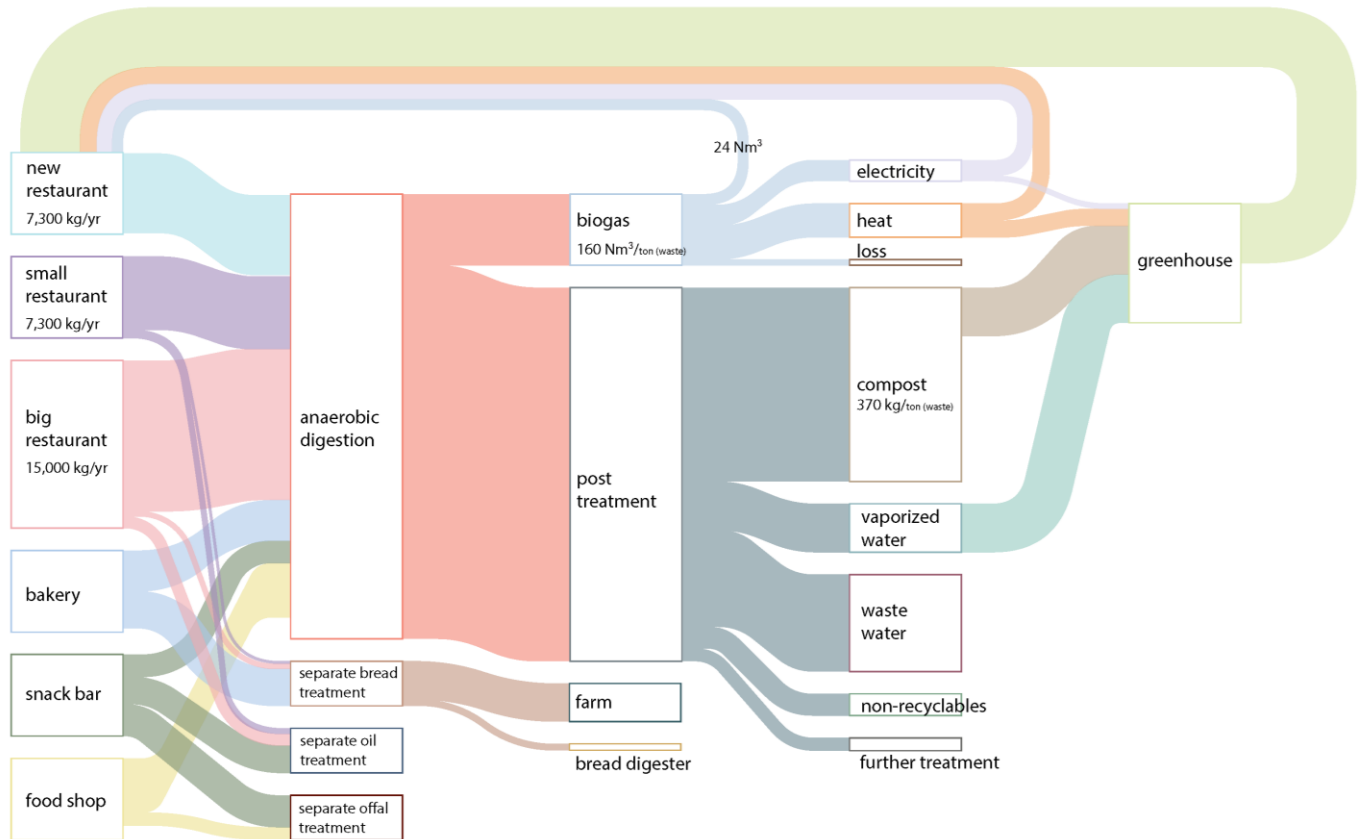 24 Nm³
new
restaurant
7,300 kg/yr
electricity
biogas
160 Nm³/ton (waste)
heat
loss
small
restaurant
7,300 kg/yr
greenhouse
big
restaurant
15,000 kg/yr
anaerobic
digestion
compost
370 kg/ton (waste)
post
treatment
vaporized
water
bakery
waste
water
snack bar
separate bread
treatment
farm
non-recyclables
separate oil
treatment
bread digester
further treatment
food shop
separate offal
treatment